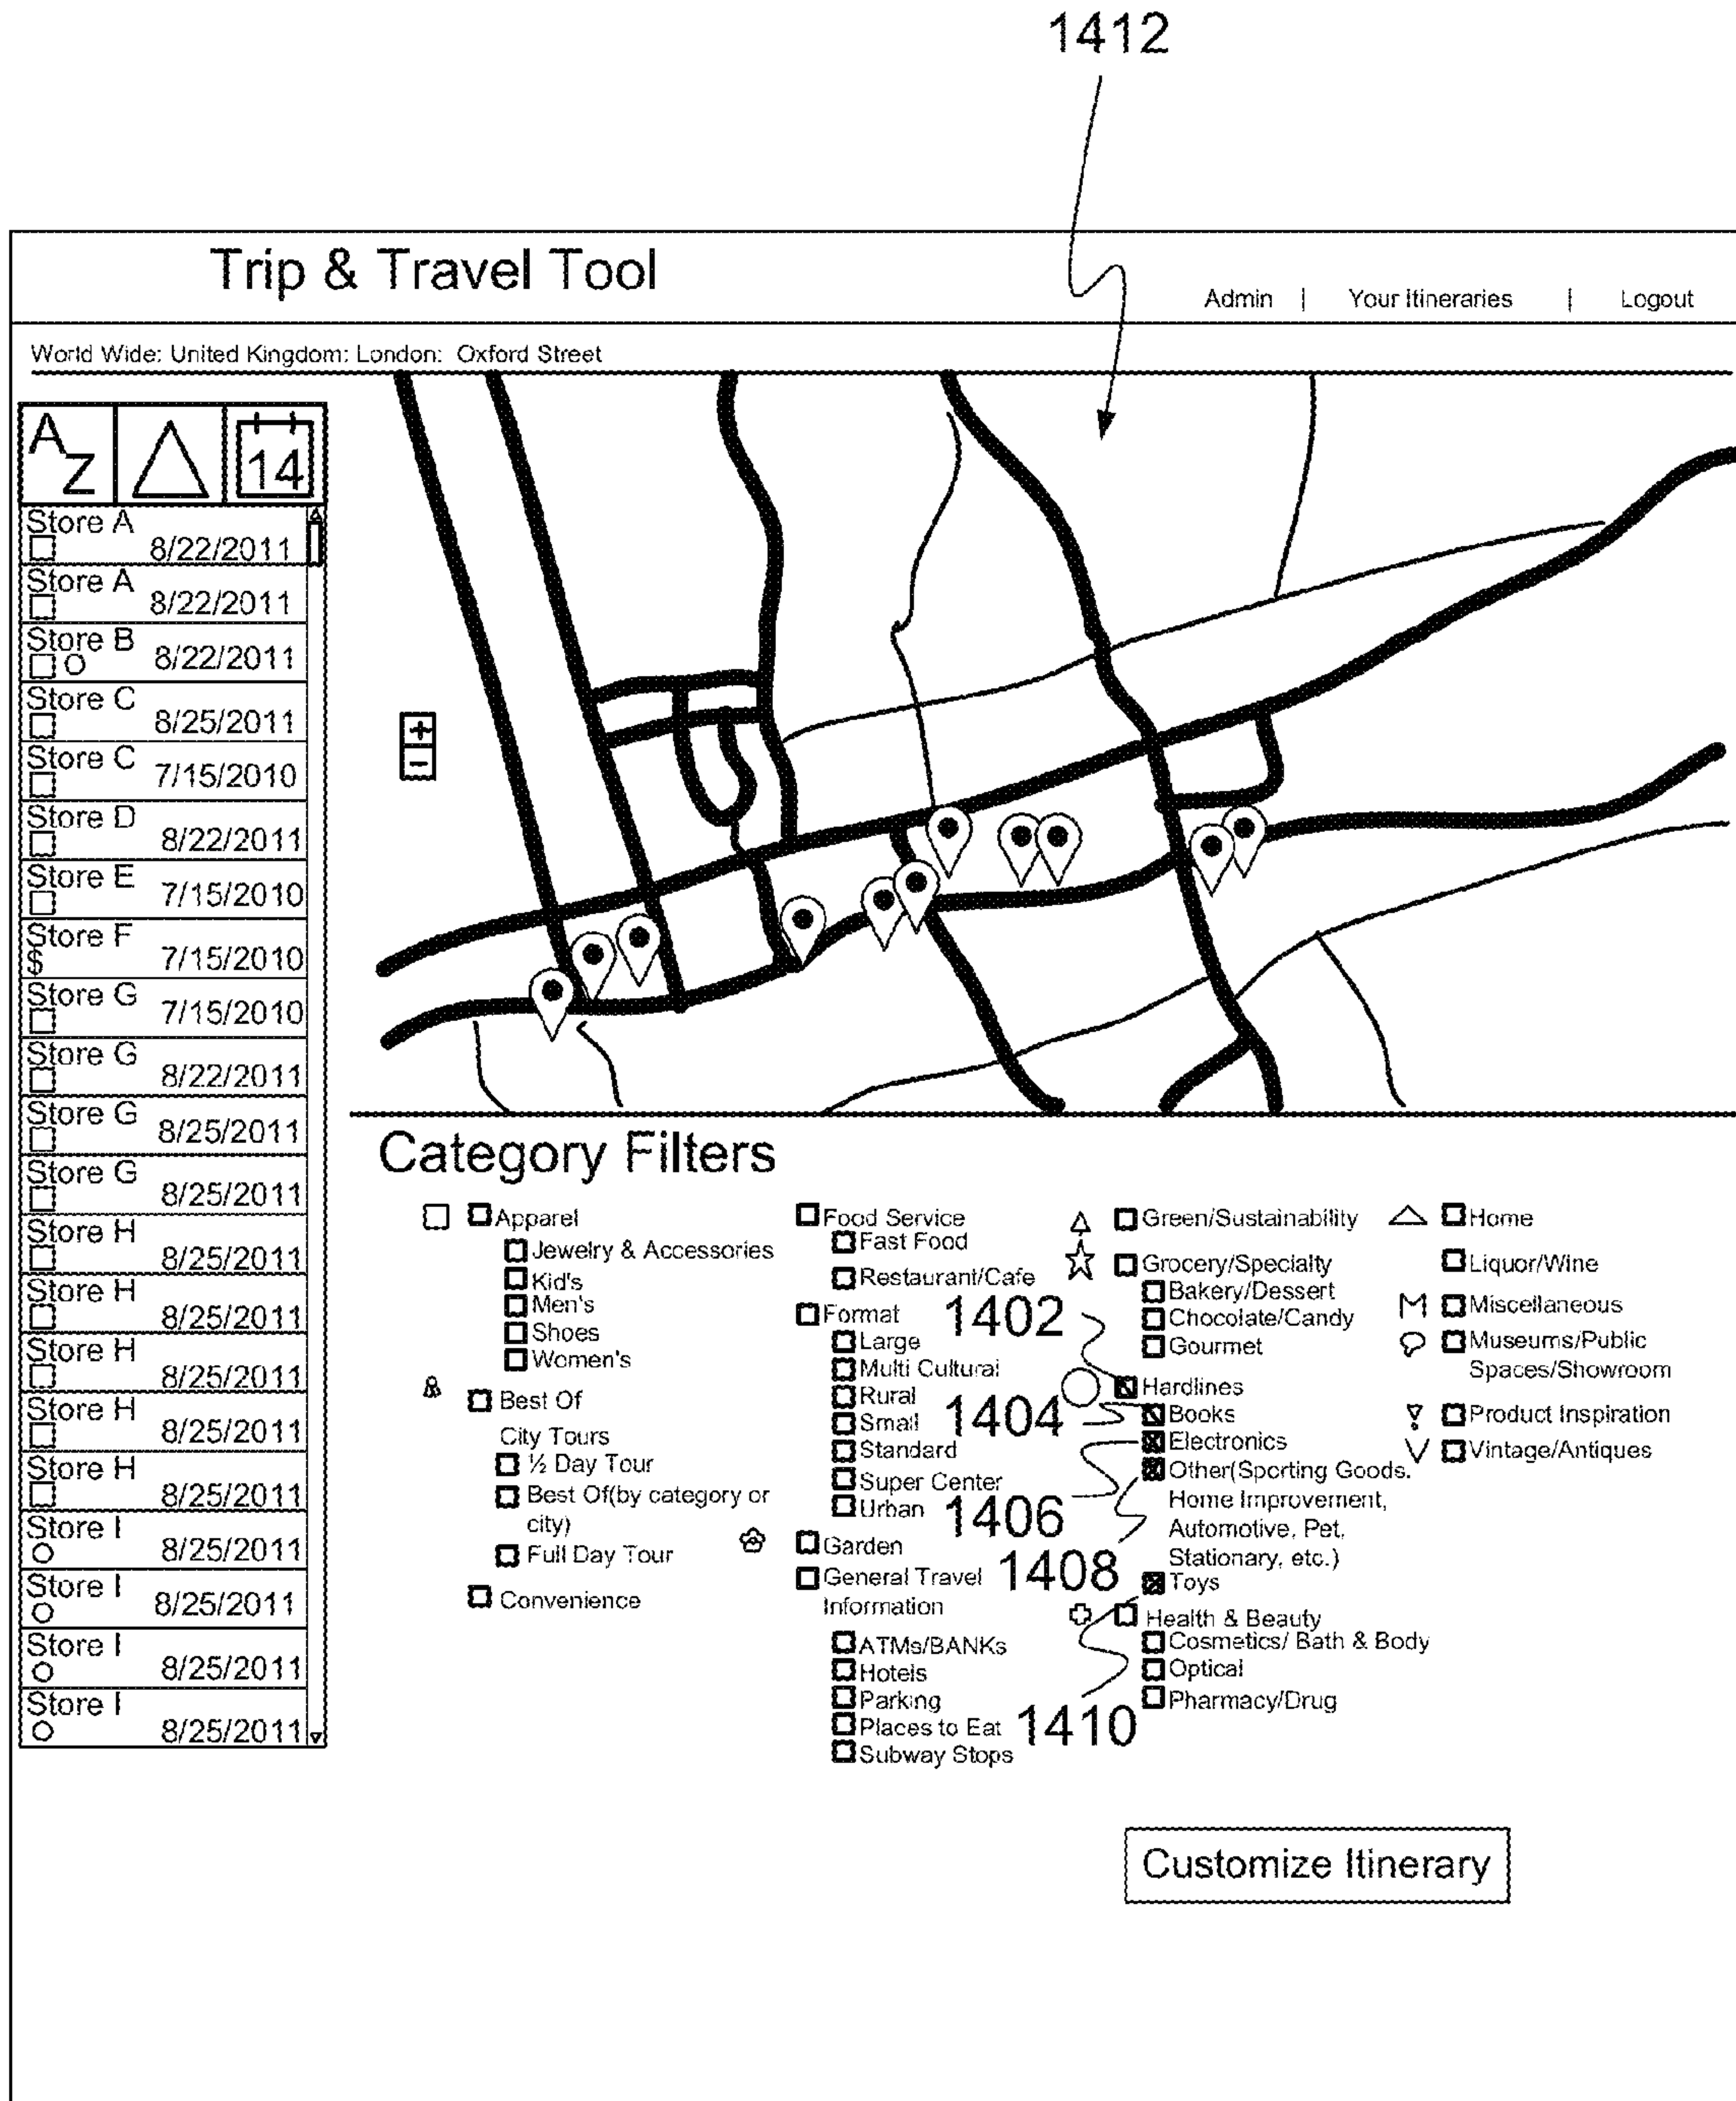 1412
Trip & Travel Tool
Admin | Your Itineraries | Logout
World Wide: United Kingdom: London: Oxford Street
A Z
14
Store A
8/22/2011
Store A
8/22/2011
Store B
8/22/2011
Store C
8/25/2011
Store C
7/15/2010
Store D
8/22/2011
Store E
7/15/2010
Store F
$ 7/15/2010
Store G
7/15/2010
Store G
8/22/2011
Store G
8/25/2011
Store G
8/25/2011
Store H
8/25/2011
Store H
8/25/2011
Store H
8/25/2011
Store H
8/25/2011
Store H
8/25/2011
Store I
8/25/2011
Store I
8/25/2011
Store I
8/25/2011
Store I
8/25/2011
+
-
Category Filters
Apparel
Jewelry & Accessories
Kid's
Men's
Shoes
Women's
Best Of
City Tours
½ Day Tour
Best Of(by category or
city)
Full Day Tour
Convenience
Food Service
Fast Food
Restaurant/Cafe
Format
Large
Multi Cultural
Rural
Small
Standard
Super Center
Urban
Garden
General Travel
Information
ATMs/BANKs
Hotels
Parking
Places to Eat
Subway Stops
1402
1404
1406
1408
1410
Green/Sustainability
Grocery/Specialty
Bakery/Dessert
Chocolate/Candy
Gourmet
Hardlines
Books
Electronics
Other(Sporting Goods.
Home Improvement,
Automotive, Pet,
Stationary, etc.)
Toys
Health & Beauty
Cosmetics/ Bath & Body
Optical
Pharmacy/Drug
Home
Liquor/Wine
M Miscellaneous
Museums/Public
Spaces/Showroom
Product Inspiration
V Vintage/Antiques
Customize Itinerary